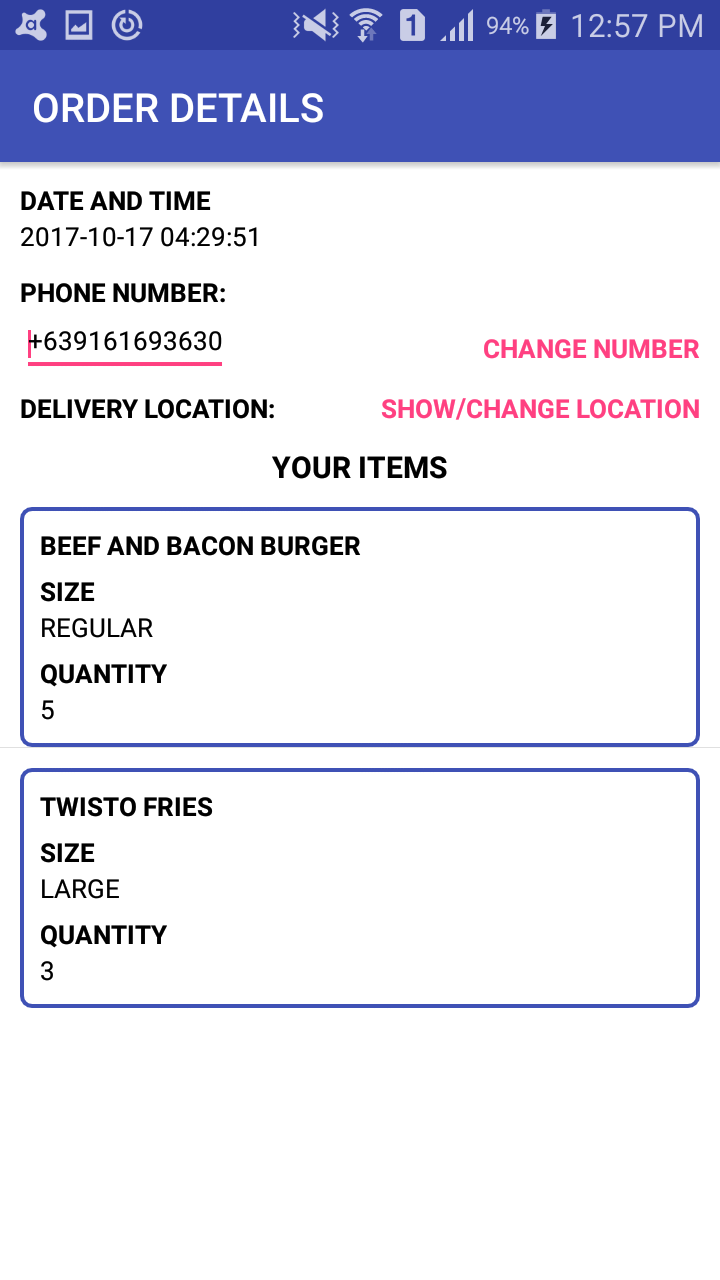 1 94% 12:57 PM
ORDER DETAILS
DATE AND TIME
2017-10-17 04:29:51
PHONE NUMBER:
+639161693630
CHANGE NUMBER
DELIVERY LOCATION: SHOW/CHANGE LOCATION
YOUR ITEMS
BEEF AND BACON BURGER
SIZE
REGULAR
QUANTITY
5
TWISTO FRIES
SIZE
LARGE
QUANTITY
3